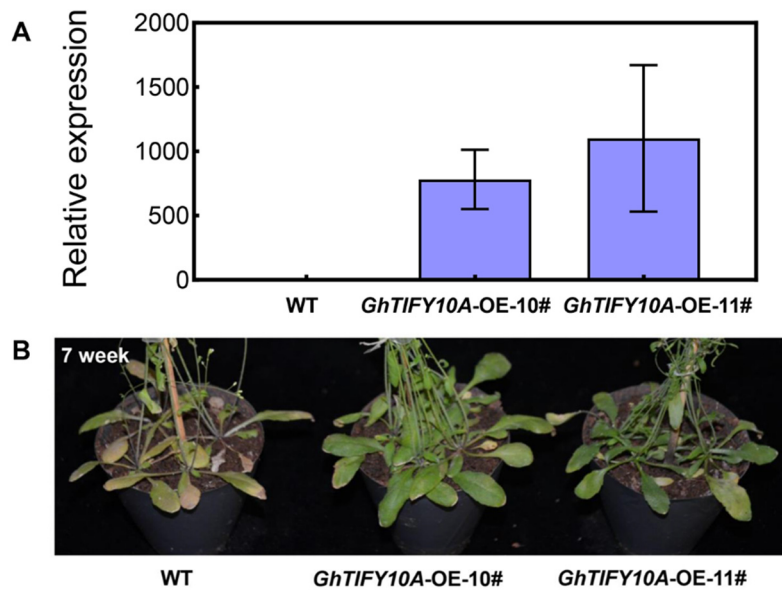 A
Relative expression
2000
1500
1000
500
0
WT GhTIFY10A-OE-10# GhTIFY10A-OE-11#
B
7 week
WT GhTIFY10A-OE-10# GhTIFY10A-OE-11#